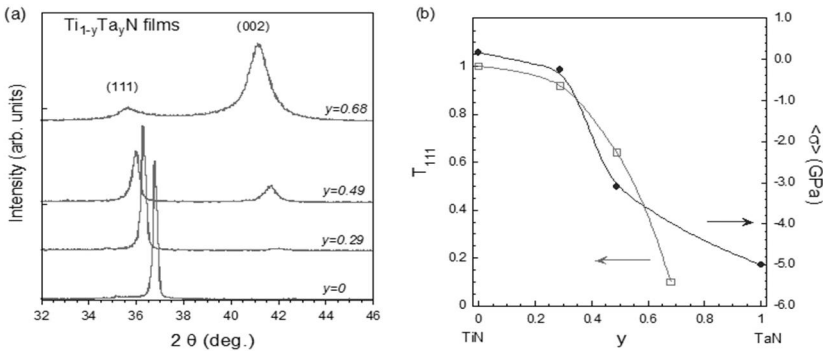 (a)
Ti1-yTayN films
(002)
(111)
y=0.68
y=0.49
y=0.29
y=0
Intensity (arb. units)
32 34 36 38 40 42 44 46
2 θ (deg.)
(b)
1
0.8
0.6
0.4
0.2
0
T111
1.0
0.0
-1.0
-2.0
-3.0
-4.0
-5.0
-6.0
<σ> (GPa)
0 0.2 0.4 0.6 0.8 1
TiN y TaN